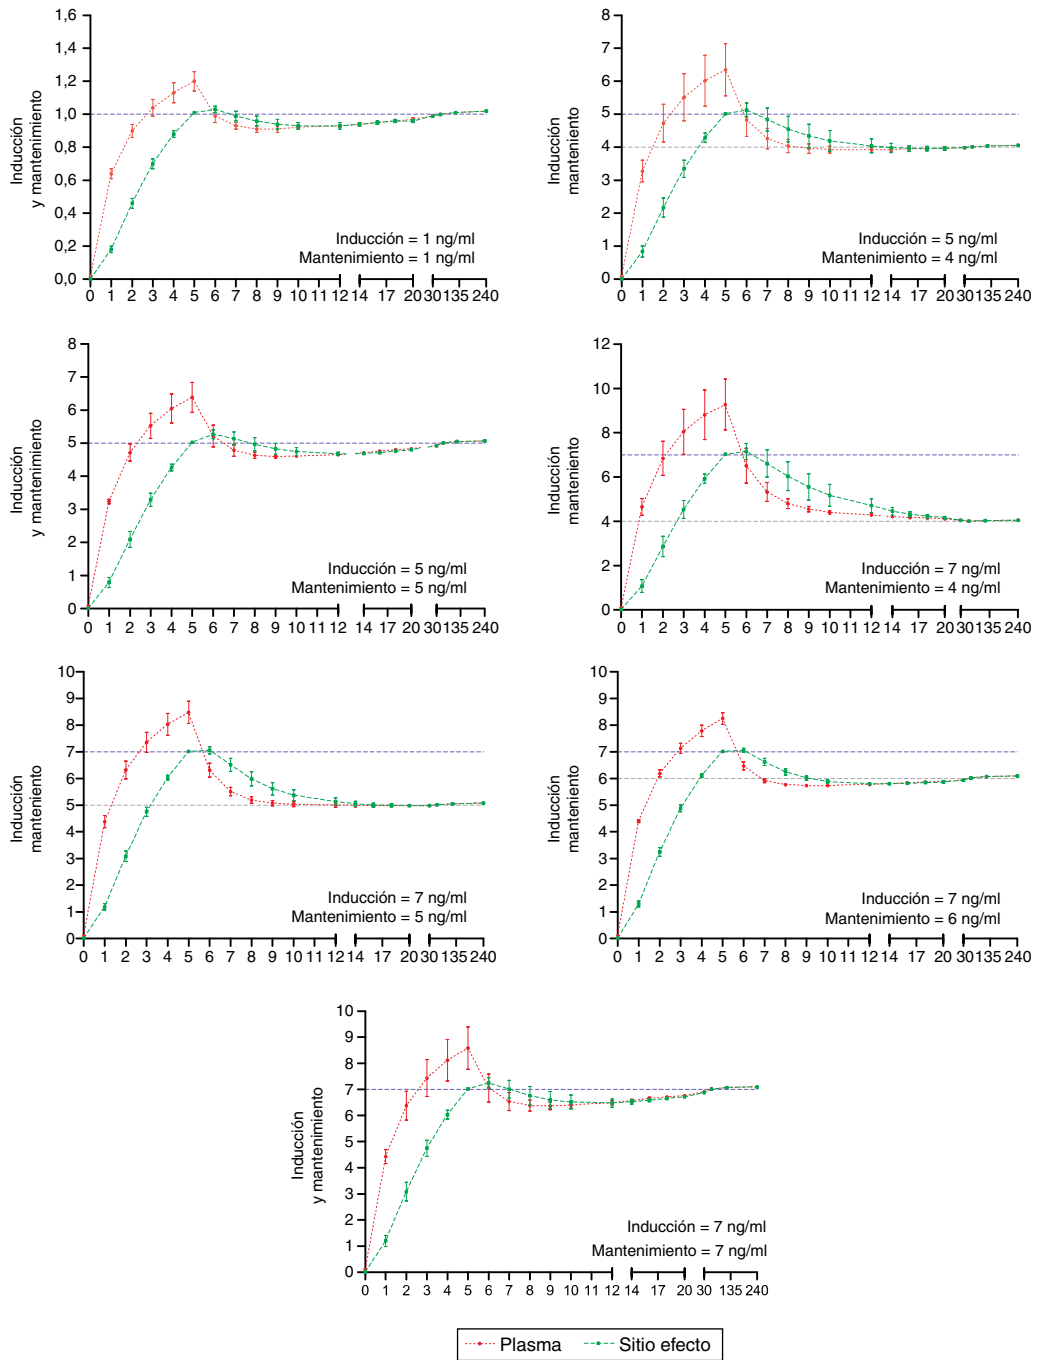 1,6
1,4
1,2
1,0
0,8
0,6
0,4
0,2
0,0
Inducción
y mantenimiento
Inducción = 1 ng/ml
Mantenimiento = 1 ng/ml
0 1 2 3 4 5 6 7 8 9 10 11 12 14 17 20 30 135 240
8
7
6
5
4
3
2
1
0
Inducción
mantenimiento
Inducción = 5 ng/ml
Mantenimiento = 4 ng/ml
0 1 2 3 4 5 6 7 8 9 10 11 12 14 17 20 30 135 240
8
7
6
5
4
3
2
1
0
Inducción
y mantenimiento
Inducción = 5 ng/ml
Mantenimiento = 5 ng/ml
0 1 2 3 4 5 6 7 8 9 10 11 12 14 17 20 30 135 240
12
10
8
7
6
4
2
0
Inducción
mantenimiento
Inducción = 7 ng/ml
Mantenimiento = 4 ng/ml
0 1 2 3 4 5 6 7 8 9 10 11 12 14 17 20 30 135 240
10
9
8
7
6
5
4
3
2
1
0
Inducción
mantenimiento
Inducción = 7 ng/ml
Mantenimiento = 5 ng/ml
0 1 2 3 4 5 6 7 8 9 10 11 12 14 17 20 30 135 240
10
9
8
7
6
5
4
3
2
1
0
Inducción
mantenimiento
Inducción = 7 ng/ml
Mantenimiento = 6 ng/ml
0 1 2 3 4 5 6 7 8 9 10 11 12 14 17 20 30 135 240
10
9
8
7
6
5
4
3
2
1
0
Inducción
y mantenimiento
Inducción = 7 ng/ml
Mantenimiento = 7 ng/ml
0 1 2 3 4 5 6 7 8 9 10 11 12 14 17 20 30 135 240
Plasma Sitio efecto